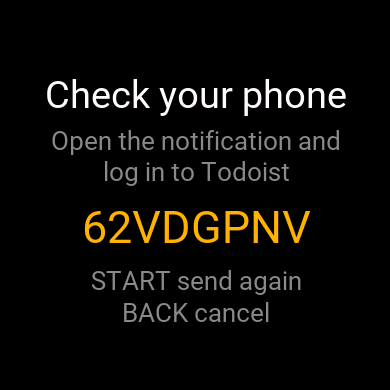 Check your phone
Open the notification and
log in to Todoist
62VDGPNV
START send again
BACK cancel